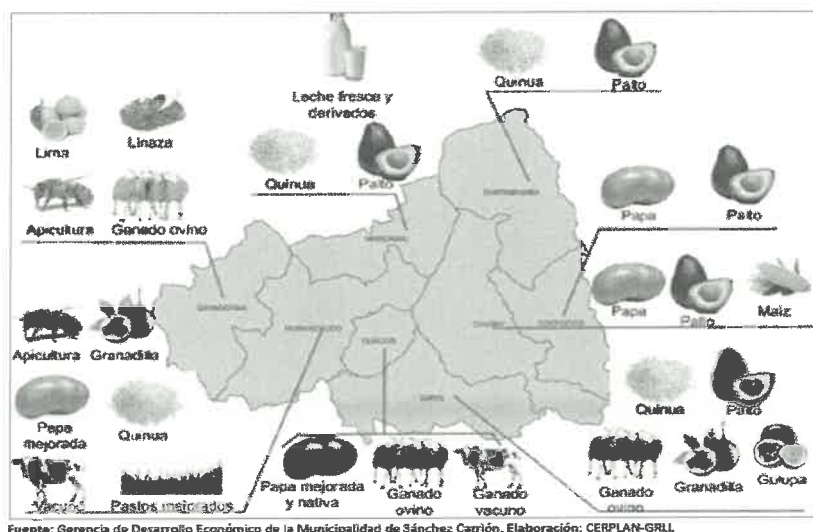 Leche fresca y
derivados
Quinua
Palto
Lima
Linaza
Quinua
Palto
Apicultura
Ganado ovino
Papa
Palto
Papa
Palto
Maiz
Apicultura
Granadilla
Papa
mejorada
Quinua
Quinua
Palto
Vacuno
Pastos mejorados
Papa mejorada
y nativa
Ganado
ovino
Ganado
vacuno
Ganado
ovino
Granadilla
Gulupa
Fuente: Gerencia de Desarrollo Económico de la Municipalidad de Sánchez Carrión. Elaboración: CERPLAN-GRLL